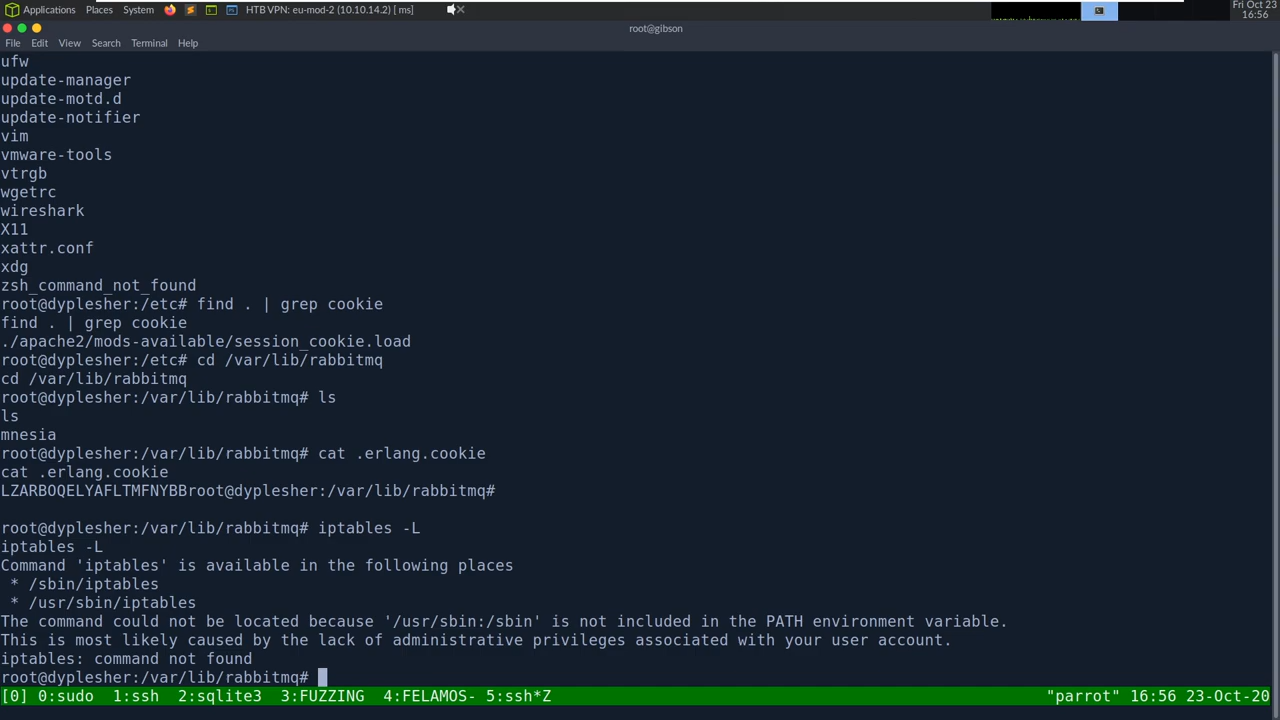 Applications Places System HTB VPN: eu-mod-2 (10.10.14.2) [ ms] Fri Oct 23
16:56
root@gibson
File Edit View Search Terminal Help
ufw
update-manager
update-motd.d
update-notifier
vim
vmware-tools
vtrgb
wgetrc
wireshark
X11
xattr.conf
xdg
zsh_command_not_found
root@dyplesher:/etc# find . | grep cookie
find . | grep cookie
./apache2/mods-available/session_cookie.load
root@dyplesher:/etc# cd /var/lib/rabbitmq
cd /var/lib/rabbitmq
root@dyplesher:/var/lib/rabbitmq# ls
ls
mnesia
root@dyplesher:/var/lib/rabbitmq# cat .erlang.cookie
cat .erlang.cookie
LZARBOQELYAFLTMFNYBBroot@dyplesher:/var/lib/rabbitmq#
root@dyplesher:/var/lib/rabbitmq# iptables -L
iptables -L
Command 'iptables' is available in the following places
* /sbin/iptables
* /usr/sbin/iptables
The command could not be located because '/usr/sbin:/sbin' is not included in the PATH environment variable.
This is most likely caused by the lack of administrative privileges associated with your user account.
iptables: command not found
root@dyplesher:/var/lib/rabbitmq#
[0] 0:sudo 1:ssh 2:sqlite3 3:FUZZING 4:FELAMOS- 5:ssh*Z "parrot" 16:56 23-Oct-20